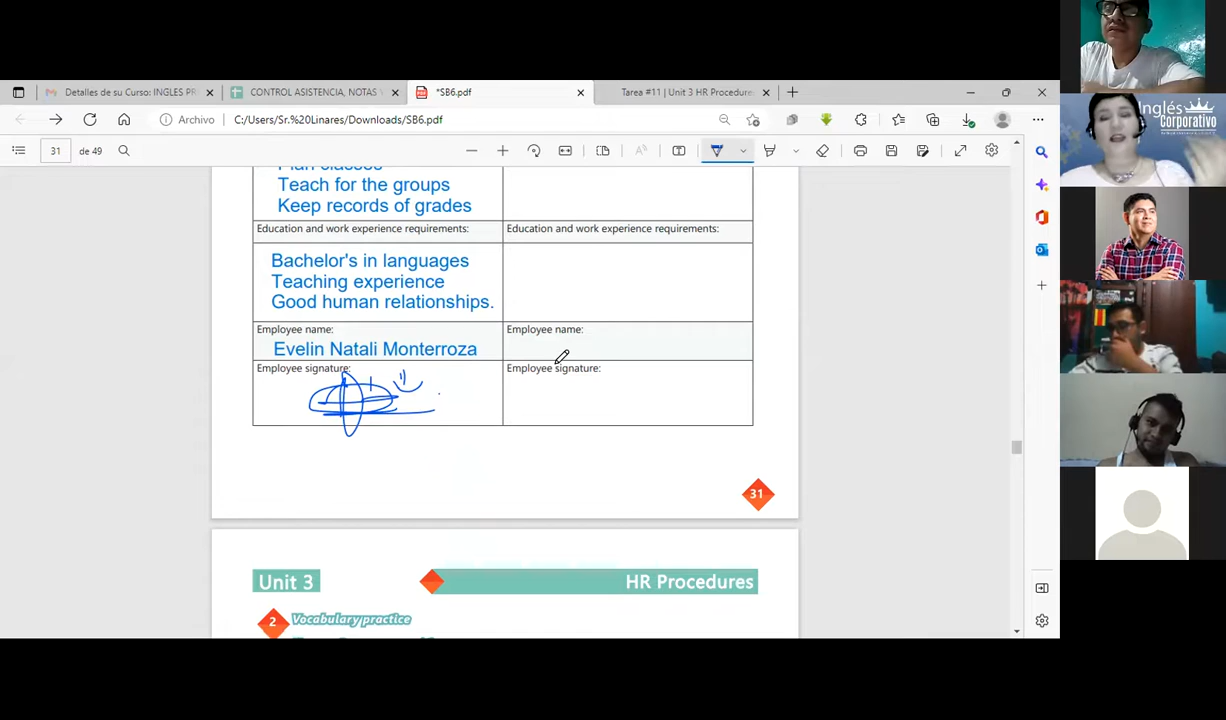 Detalles de su Curso: INGLES PR
CONTROL ASISTENCIA, NOTAS Y
*SB6.pdf
Tarea #11 | Unit 3 HR Procedure
Archivo
C:/Users/Sr.%20Linares/Downloads/SB6.pdf
31
de 49
Plan classes
Teach for the groups
Keep records of grades
Education and work experience requirements:
Education and work experience requirements:
Bachelor's in languages
Teaching experience
Good human relationships.
Employee name:
Employee name:
Evelin Natali Monterroza
Employee signature:
Employee signature:
31
Unit 3
HR Procedures
2
Vocabulary practice
Inglés
Corporativo